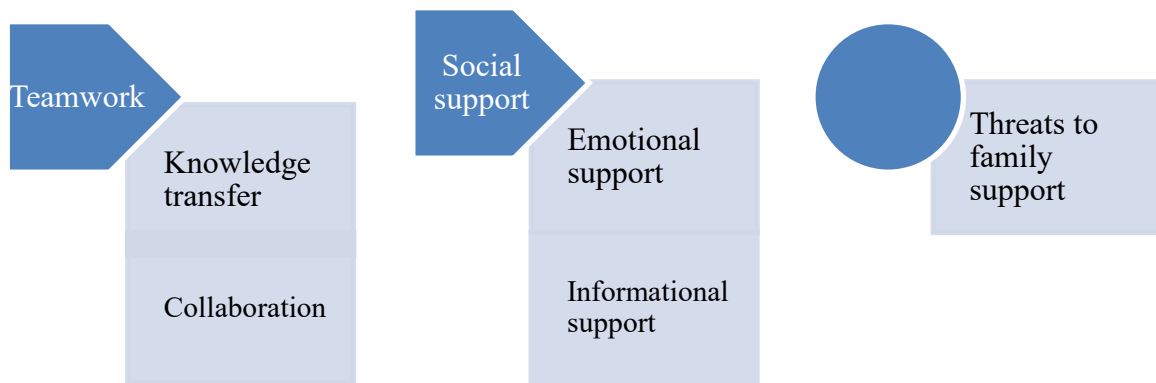 Teamwork
Knowledge
transfer
Collaboration
Social
support
Emotional
support
Informational
support
Threats to
family
support